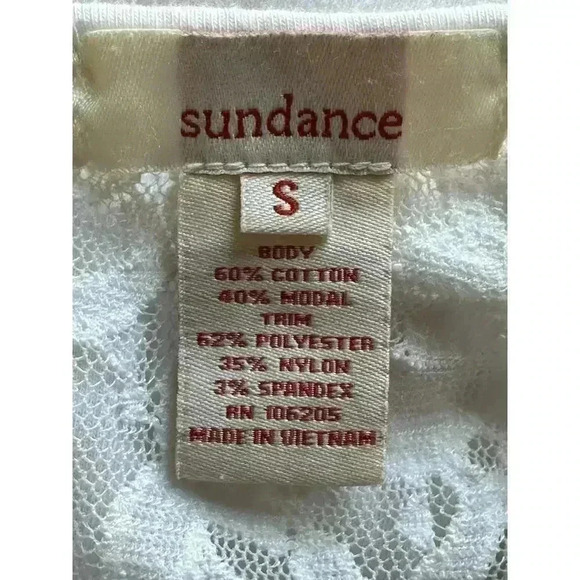 sundance
S
BODY
60% COTTON
40% MODAL
TRIM
62% POLYESTER
35% NYLON
3% SPANDEX
RN 106205
MADE IN VIETNAM